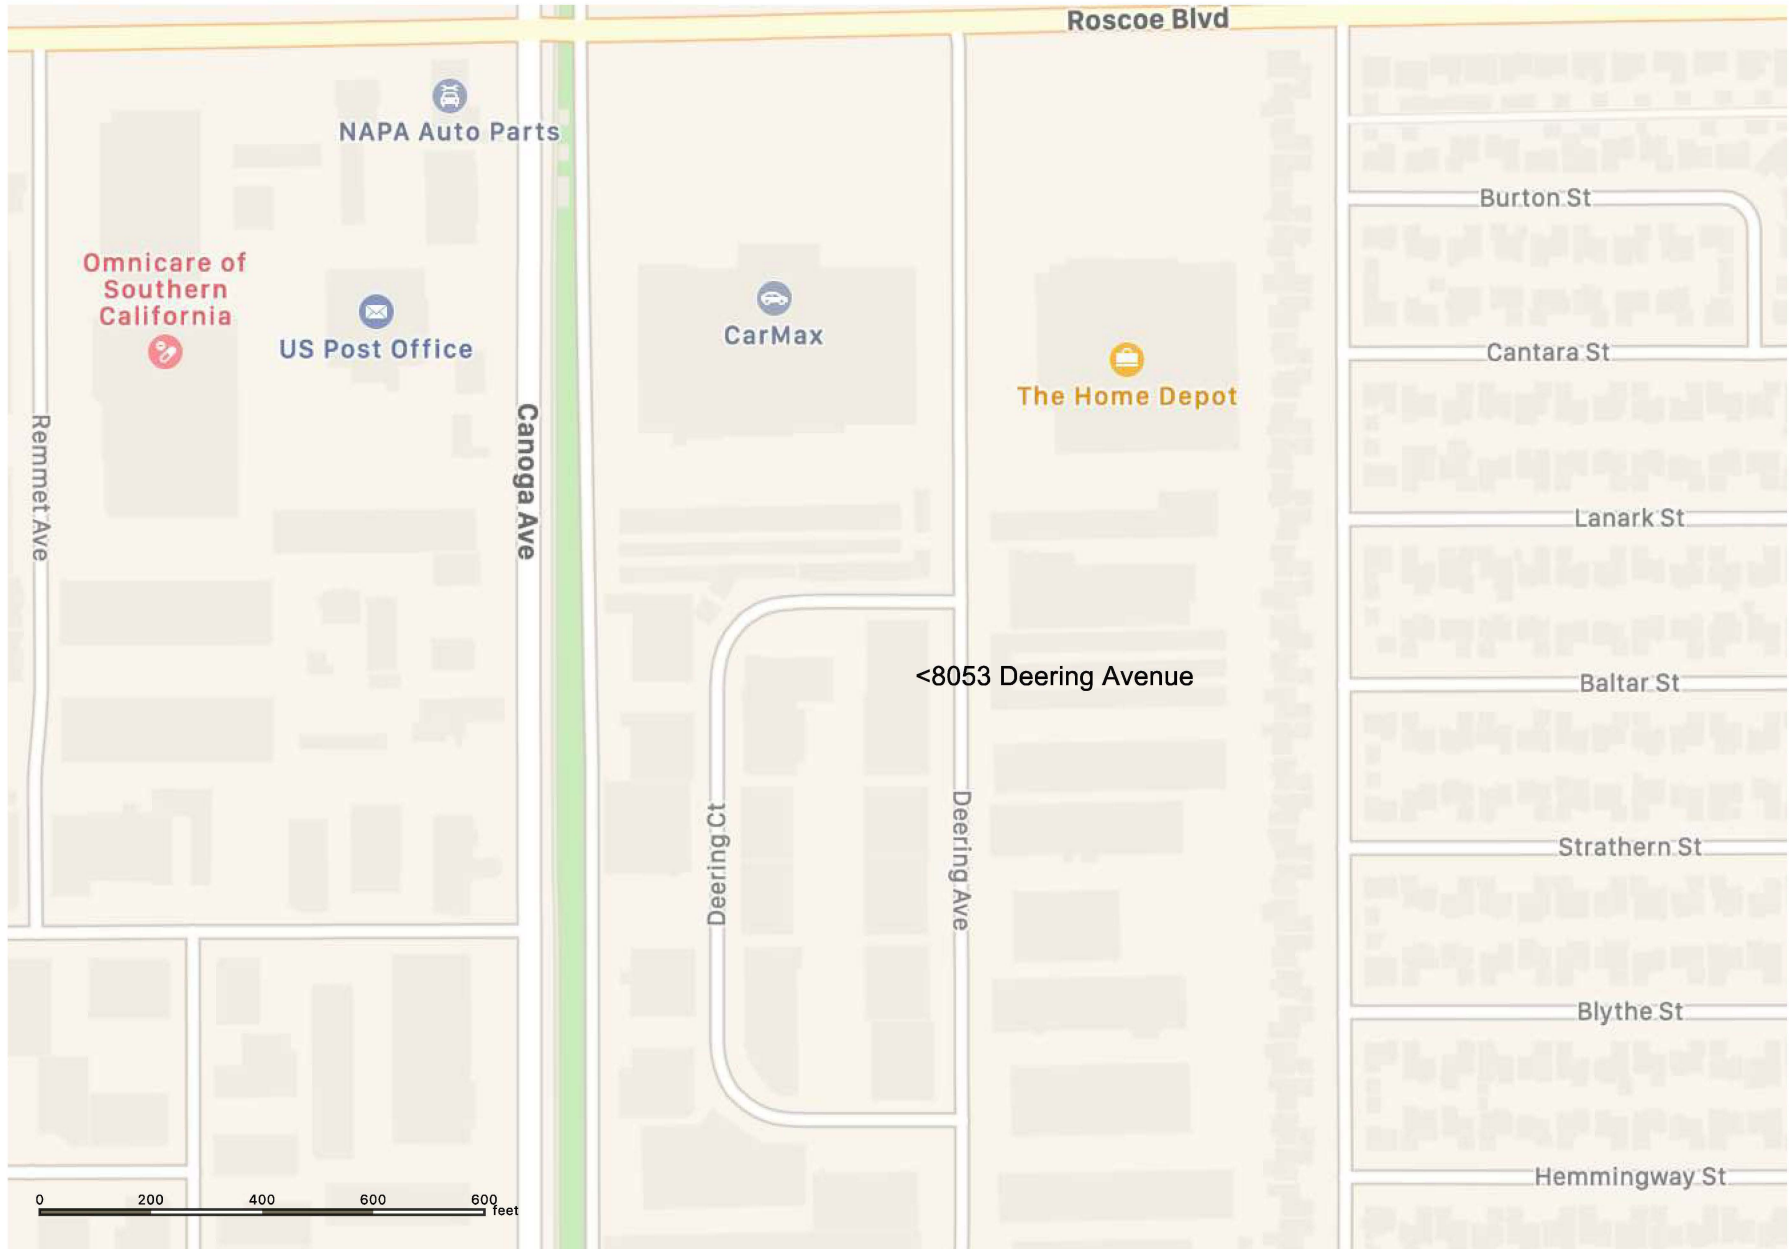 Roscoe Blvd
NAPA Auto Parts
Burton St
Omnicare of
Southern
California
US Post Office
CarMax
The Home Depot
Cantara St
Remmet Ave
Canoga Ave
Lanark St
<8053 Deering Avenue
Baltar St
Deering Ct
Deering Ave
Strathern St
Blythe St
Hemmingway St
0 200 400 600 600
feet